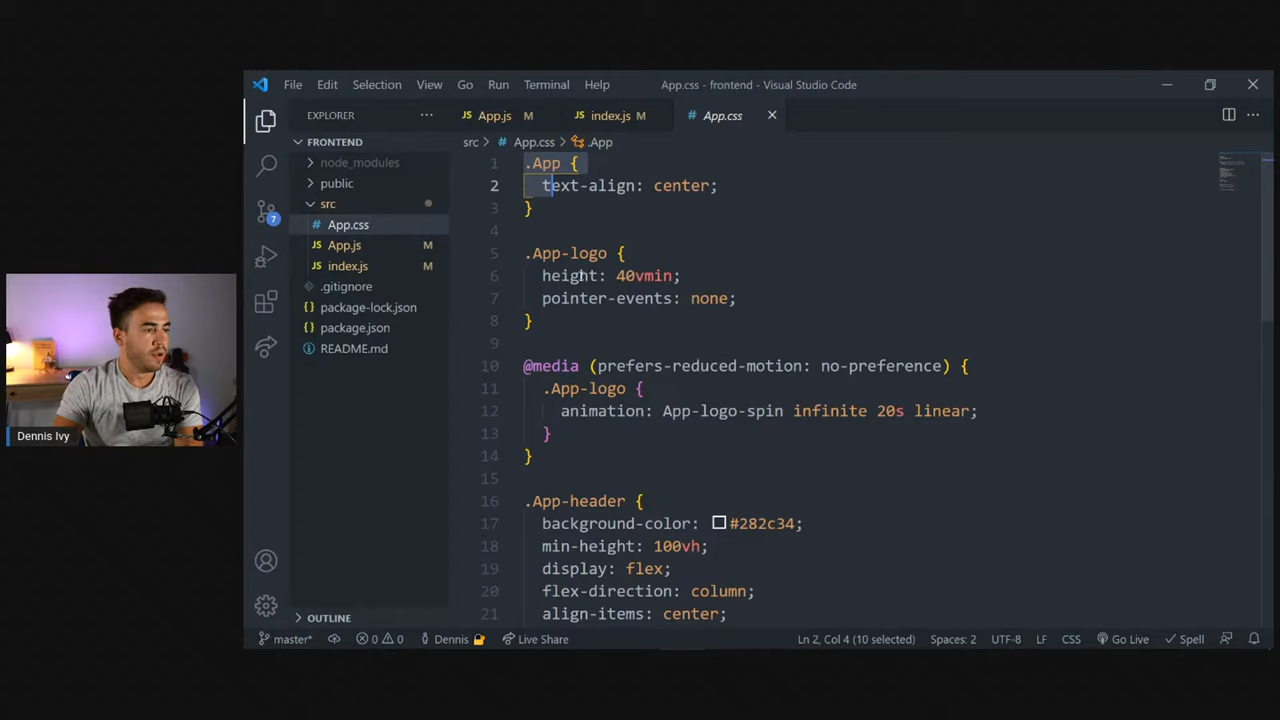 File Edit Selection View Go Run Terminal Help App.css - frontend - Visual Studio Code
EXPLORER ··· JS App.js M JS index.js M # App.css
FRONTEND
src > # App.css > .App
node_modules
public
src
# App.css
JS App.js M
JS index.js M
.gitignore
{} package-lock.json
{} package.json
README.md
OUTLINE
7
1 .App {
2 text-align: center;
3 }
4
5 .App-logo {
6 height: 40vmin;
7 pointer-events: none;
8 }
9
10 @media (prefers-reduced-motion: no-preference) {
11 .App-logo {
12 animation: App-logo-spin infinite 20s linear;
13 }
14 }
15
16 .App-header {
17 background-color: #282c34;
18 min-height: 100vh;
19 display: flex;
20 flex-direction: column;
21 align-items: center;
Dennis Ivy
master* 0 0 Dennis Live Share Ln 2, Col 4 (10 selected) Spaces: 2 UTF-8 LF CSS Go Live Spell